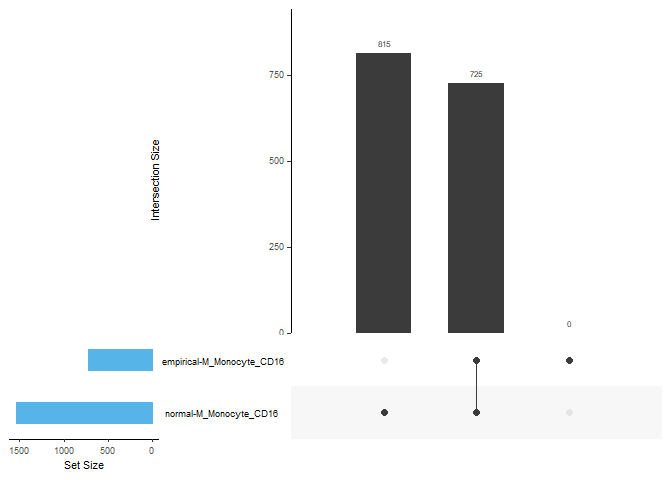 815
725
0
750
500
250
0
Intersection Size
empirical-M_Monocyte_CD16
normal-M_Monocyte_CD16
1500 1000 500 0
Set Size